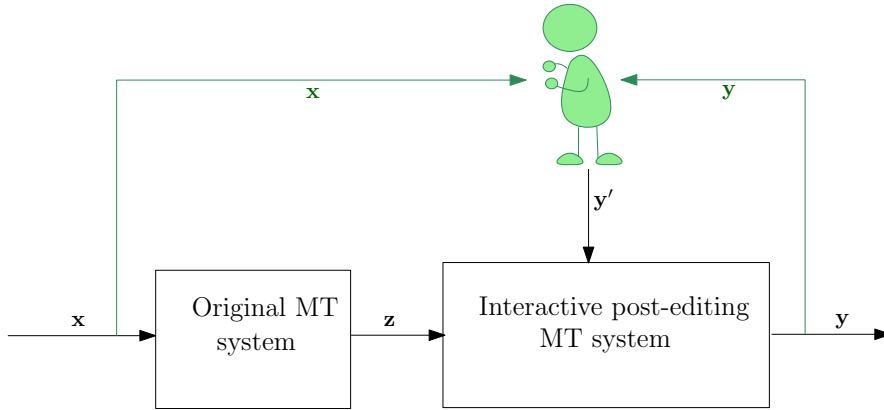 x
y
y′
x
Original MT
system
z
Interactive post-editing
MT system
y